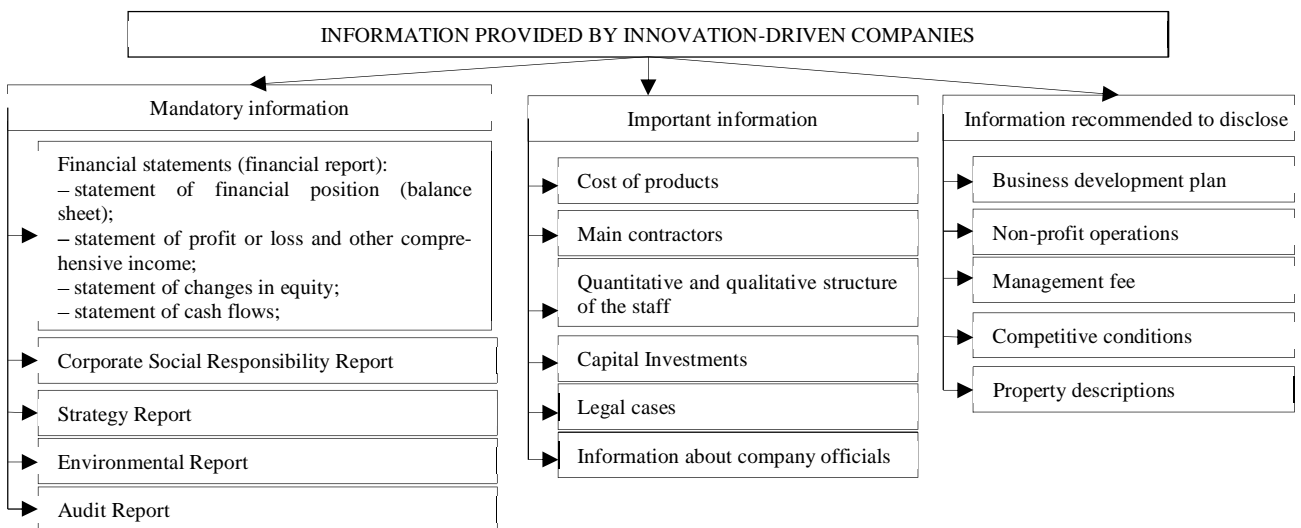 INFORMATION PROVIDED BY INNOVATION-DRIVEN COMPANIES
Mandatory information
Financial statements (financial report):
– statement of financial position (balance
sheet);
– statement of profit or loss and other compre-
hensive income;
– statement of changes in equity;
– statement of cash flows;
Corporate Social Responsibility Report
Strategy Report
Environmental Report
Audit Report
Important information
Cost of products
Main contractors
Quantitative and qualitative structure
of the staff
Capital Investments
Legal cases
Information about company officials
Information recommended to disclose
Business development plan
Non-profit operations
Management fee
Competitive conditions
Property descriptions